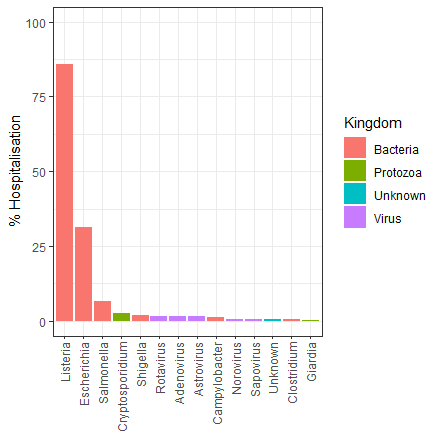 100
75
50
25
0
% Hospitalisation
Listeria
Escherichia
Salmonella
Cryptosporidium
Shigella
Rotavirus
Adenovirus
Astrovirus
Campylobacter
Norovirus
Sapovirus
Unknown
Clostridium
Giardia
Kingdom
Bacteria
Protozoa
Unknown
Virus